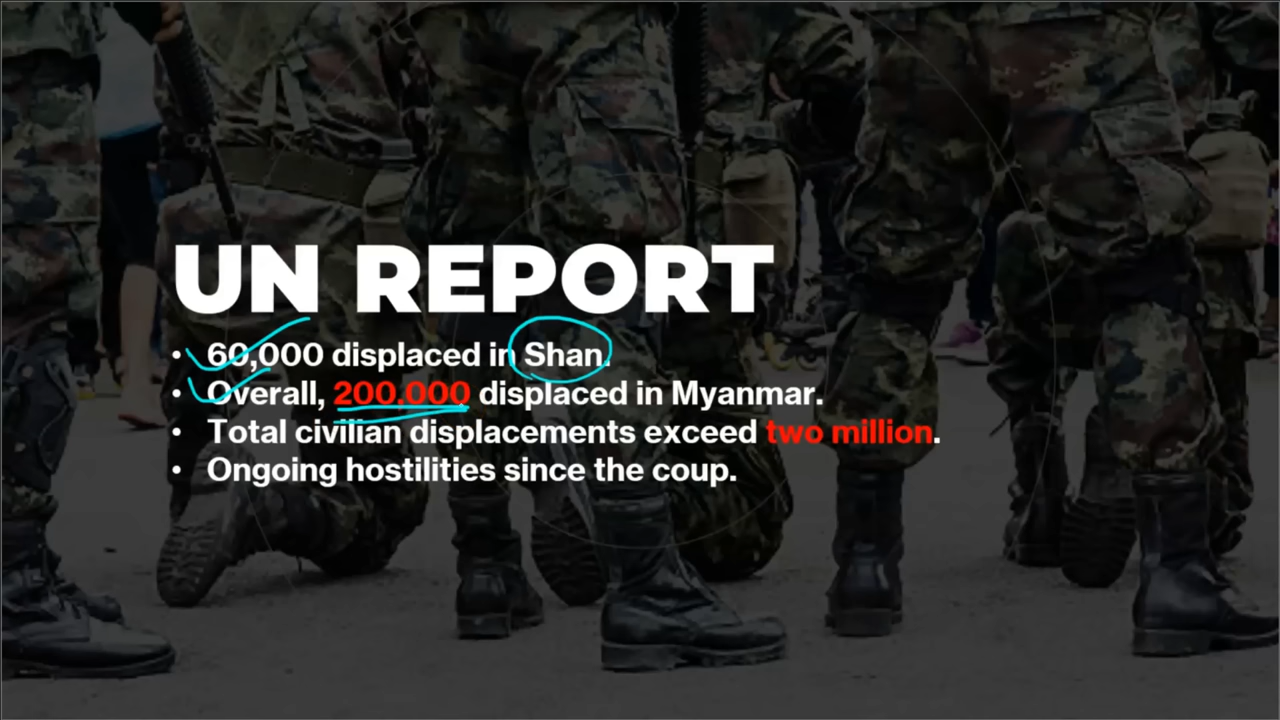 UN REPORT
• 60,000 displaced in Shan.
• Overall, 200.000 displaced in Myanmar.
• Total civilian displacements exceed two million.
• Ongoing hostilities since the coup.